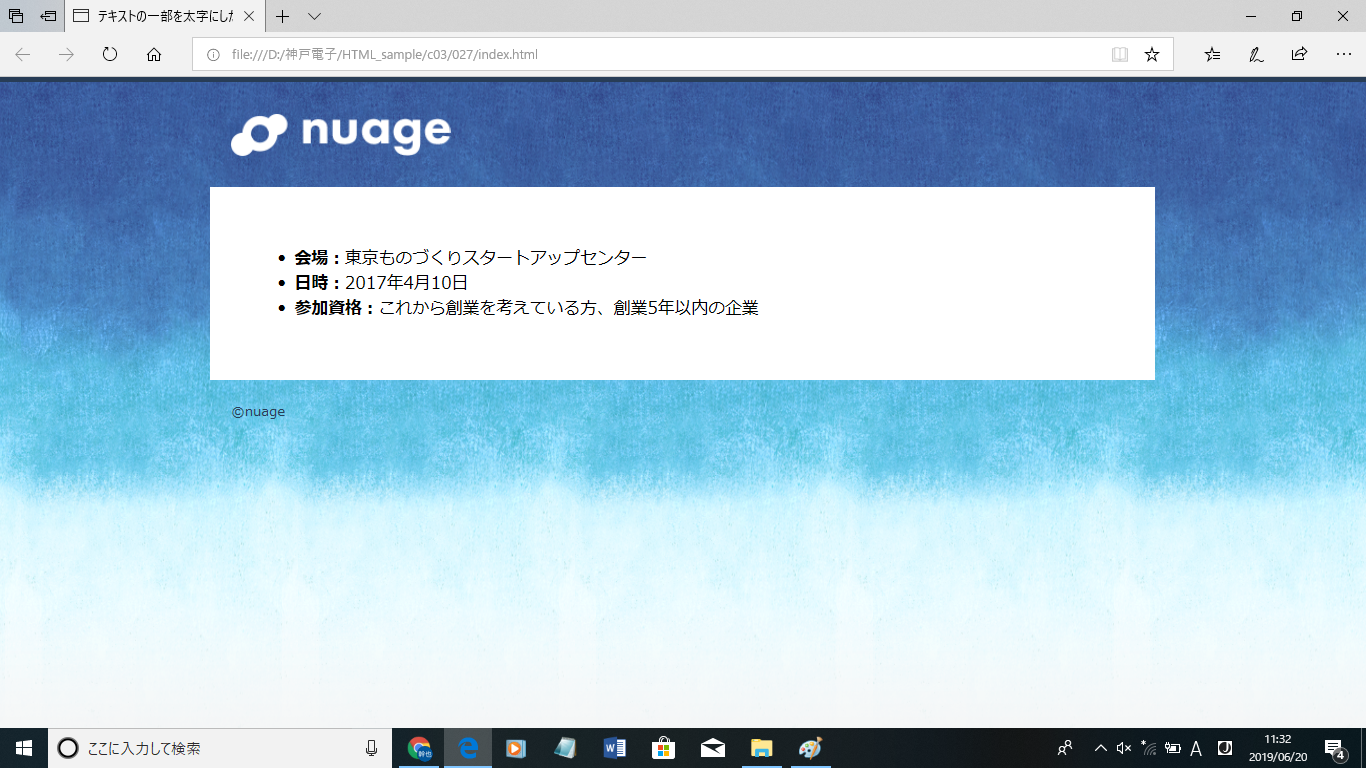 テキストの一部を太字にした
file:///D:/神戸電子/HTML_sample/c03/027/index.html
nuage
会場：東京ものづくりスタートアップセンター
日時：2017年4月10日
参加資格：これから創業を考えている方、創業5年以内の企業
©nuage
ここに入力して検索
A
11:32
2019/06/20
4